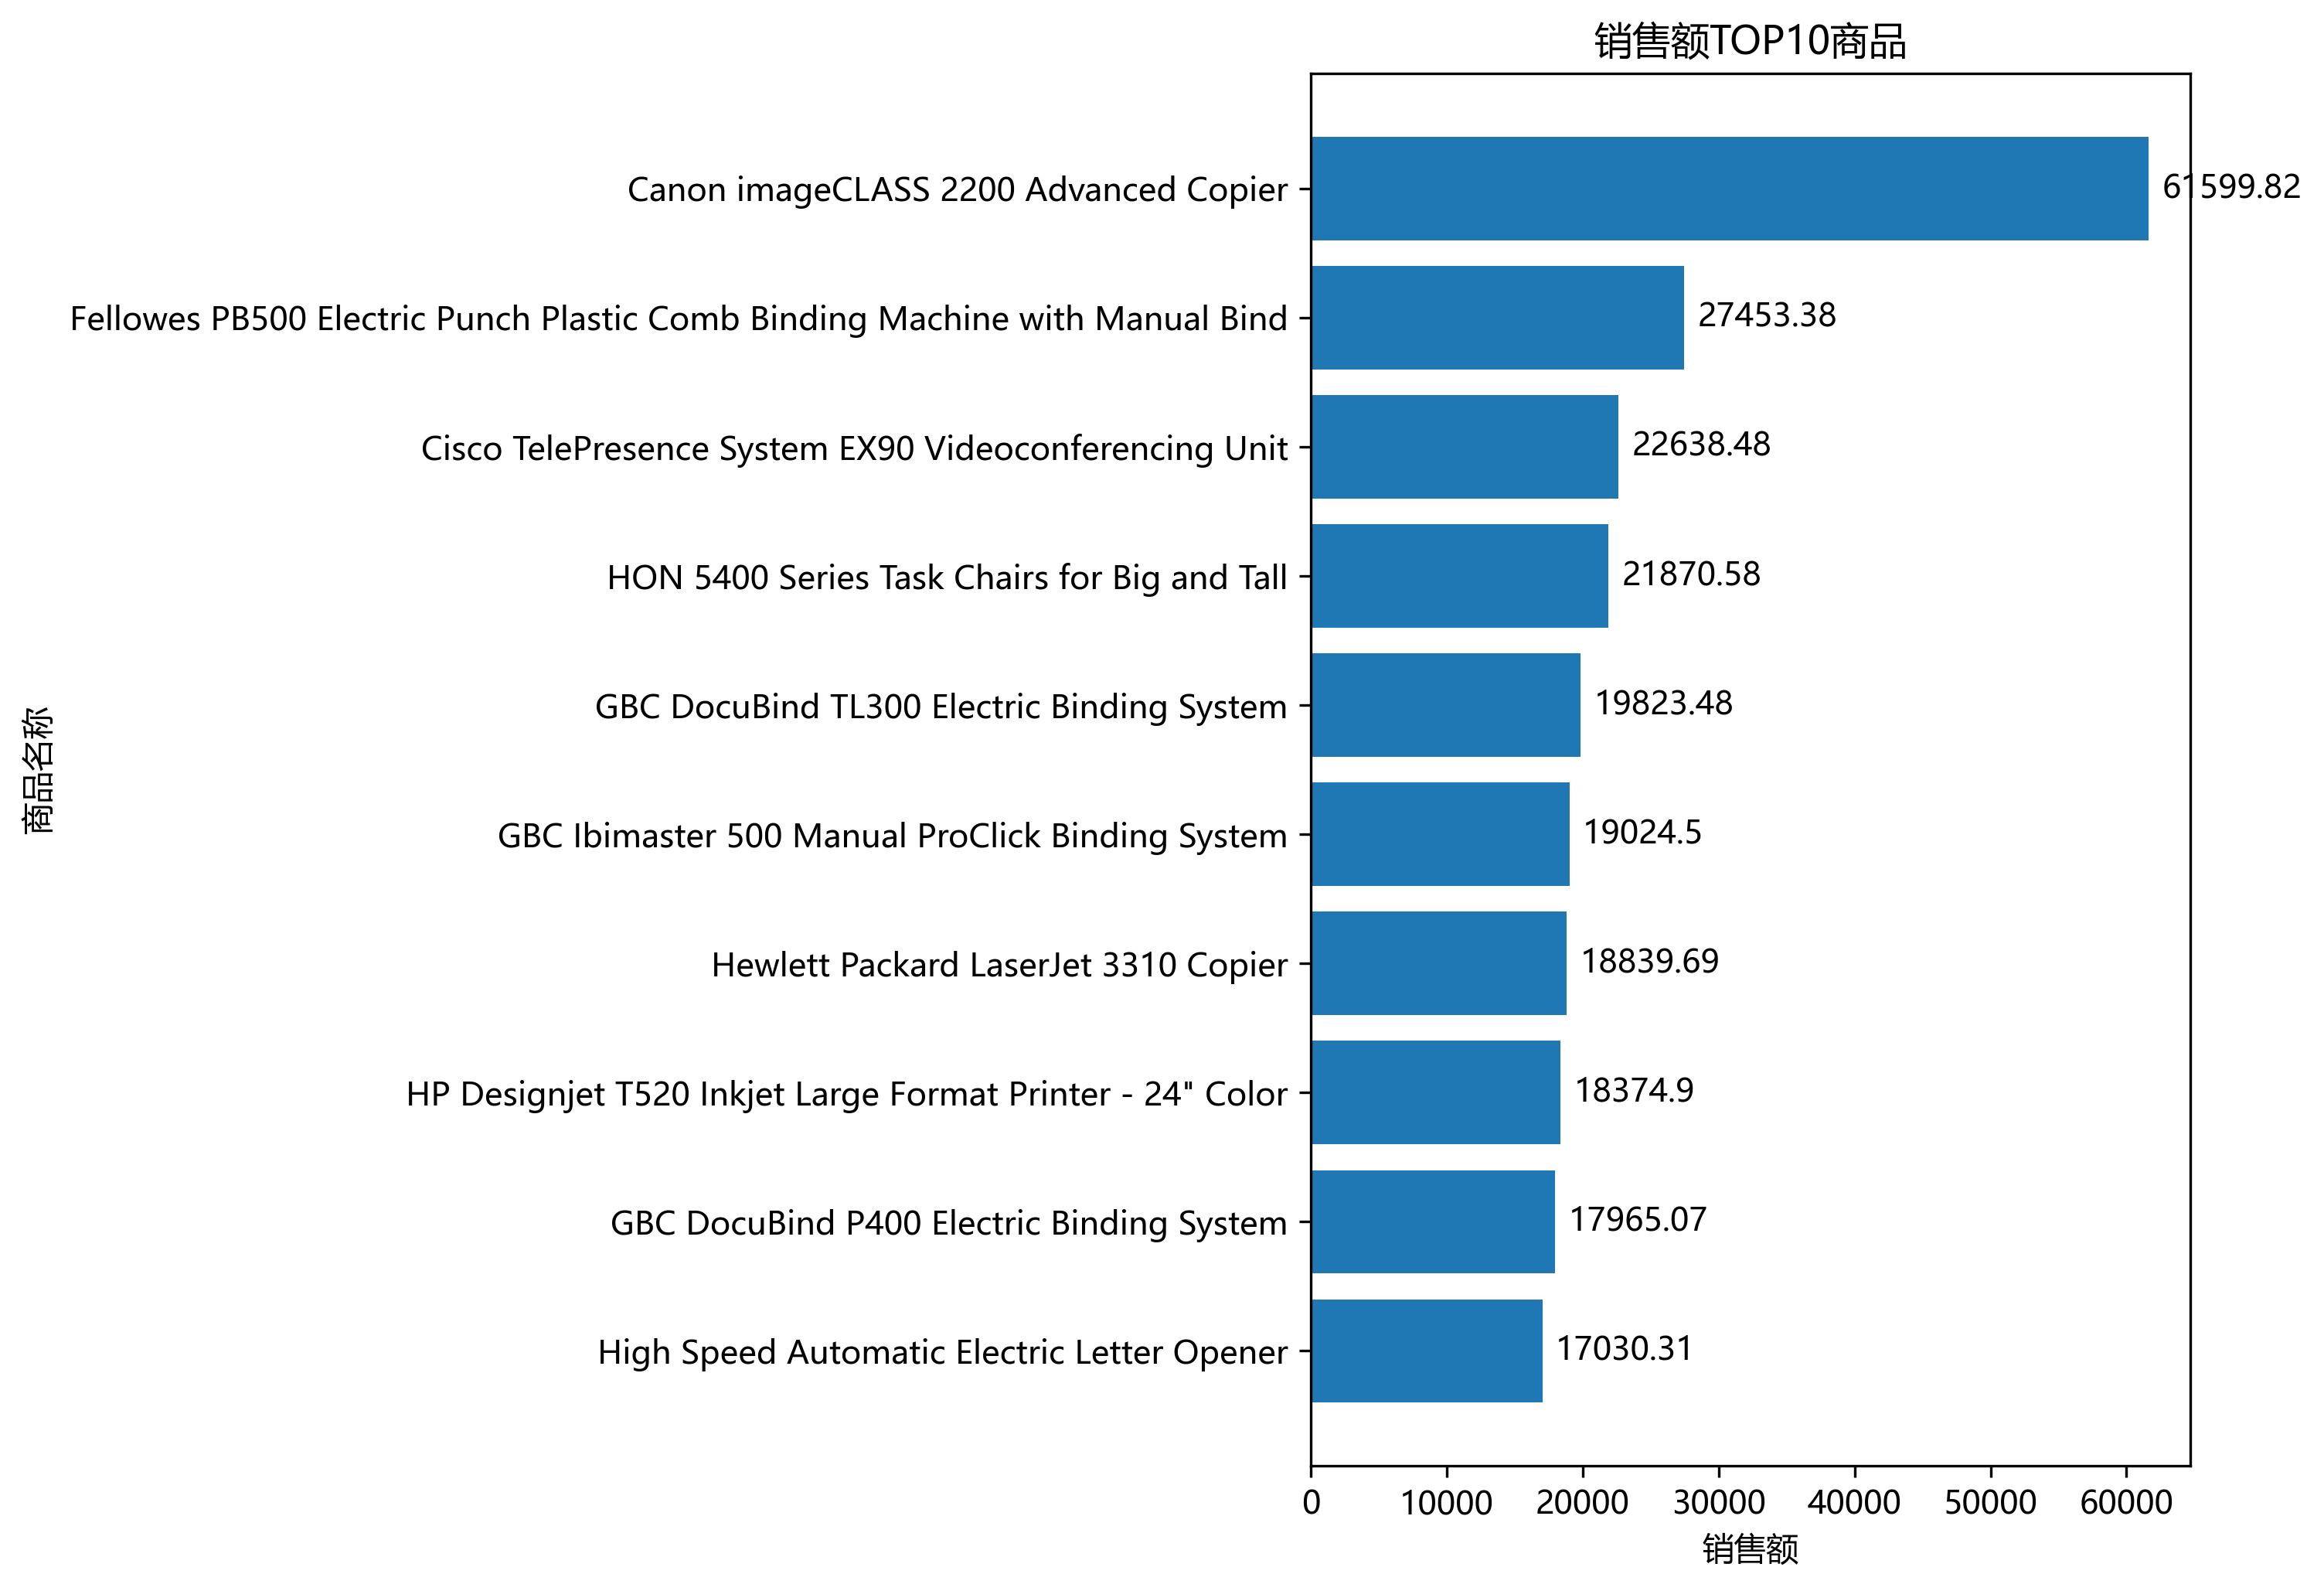 销售额TOP10商品
Canon imageCLASS 2200 Advanced Copier 61599.82
Fellowes PB500 Electric Punch Plastic Comb Binding Machine with Manual Bind 27453.38
Cisco TelePresence System EX90 Videoconferencing Unit 22638.48
HON 5400 Series Task Chairs for Big and Tall 21870.58
GBC DocuBind TL300 Electric Binding System 19823.48
商品名称
GBC Ibimaster 500 Manual ProClick Binding System 19024.5
Hewlett Packard LaserJet 3310 Copier 18839.69
HP Designjet T520 Inkjet Large Format Printer - 24" Color 18374.9
GBC DocuBind P400 Electric Binding System 17965.07
High Speed Automatic Electric Letter Opener 17030.31
0 10000 20000 30000 40000 50000 60000
销售额